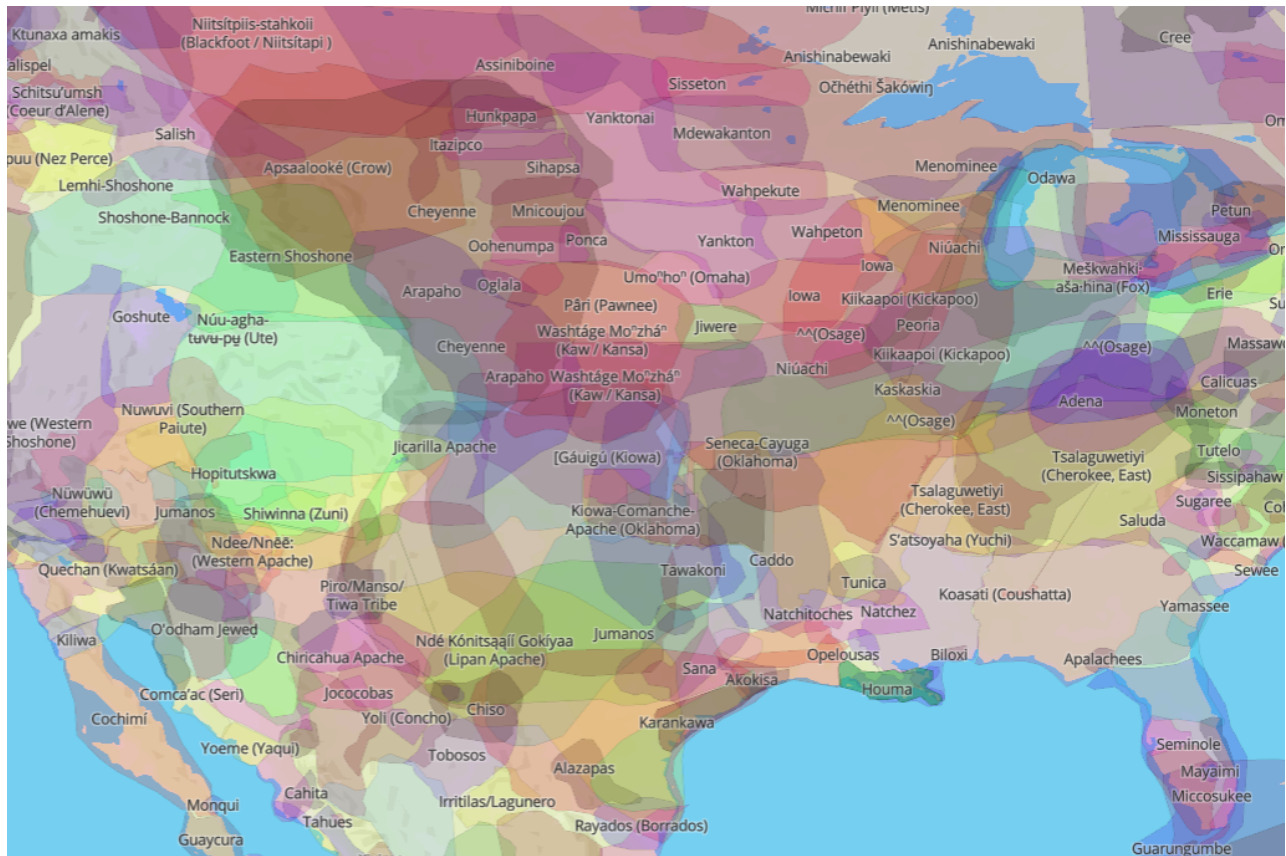 Michif Piyii (Métis)
Niitsítpiis-stahkoii
(Blackfoot / Niitsítapi )
Ktunaxa amakis
Cree
Anishinabewaki
Anishinabewaki
alispel
Assiniboine
Sisseton
Očhéthi Šakówiŋ
Schitsu'umsh
(Coeur d'Alene)
Hunkpapa
Yanktonai
Mdewakanton
Om
Salish
Itazipco
puu (Nez Perce)
Apsaalooké (Crow)
Sihapsa
Menominee
Odawa
Lemhi-Shoshone
Wahpekute
Shoshone-Bannock
Cheyenne
Mnicoujou
Menominee
Petun
Oohenumpa
Ponca
Yankton
Wahpeton
Niúachi
Mississauga
Eastern Shoshone
Iowa
Umoⁿhoⁿ (Omaha)
Meškwahki-
aša·hina (Fox)
Arapaho
Oglala
Iowa
Kiikaapoi (Kickapoo)
Erie
Pâri (Pawnee)
Su
Goshute
Núu-agha-
tʉvʉ-pʉ̱ (Ute)
Washtáge Moⁿzháⁿ
(Kaw / Kansa)
Jiwere
^^(Osage)
Peoria
Cheyenne
Kiikaapoi (Kickapoo)
^^(Osage)
Massaw
Arapaho
Washtáge Moⁿzháⁿ
(Kaw / Kansa)
Niúachi
Kaskaskia
Adena
Calicuas
Nuwuvi (Southern
Paiute)
we (Western
Shoshone)
^^(Osage)
Moneton
Jicarilla Apache
[Gáuigú (Kiowa)
Seneca-Cayuga
(Oklahoma)
Tsalaguwetiyi
(Cherokee, East)
Tutelo
Hopitutskwa
Sissipahaw
Nüwüwü
(Chemehuevi)
Jumanos
Shiwinna (Zuni)
Kiowa-Comanche-
Apache (Oklahoma)
Tsalaguwetiyi
(Cherokee, East)
Sugaree
Saluda
Ndee/Nnēē:
(Western Apache)
S'atsoyaha (Yuchi)
Waccamaw
Quechan (Kwatsáan)
Tawakoni
Caddo
Sewee
Piro/Manso/
Tiwa Tribe
Tunica
Koasati (Coushatta)
Yamassee
Natchitoches
Natchez
Kiliwa
O'odham Jeweḍ
Jumanos
Ndé Kónitsąąíí Gokíyaa
(Lipan Apache)
Chiricahua Apache
Opelousas
Biloxi
Apalachees
Sana
Akokisa
Comca'ac (Seri)
Jococobas
Houma
Cochimí
Yoli (Concho)
Chiso
Karankawa
Yoeme (Yaqui)
Tobosos
Seminole
Alazapas
Mayaimi
Cahita
Miccosukee
Monqui
Irritilas/Lagunero
Tahues
Rayados (Borrados)
Guaycura
Guarungumbe